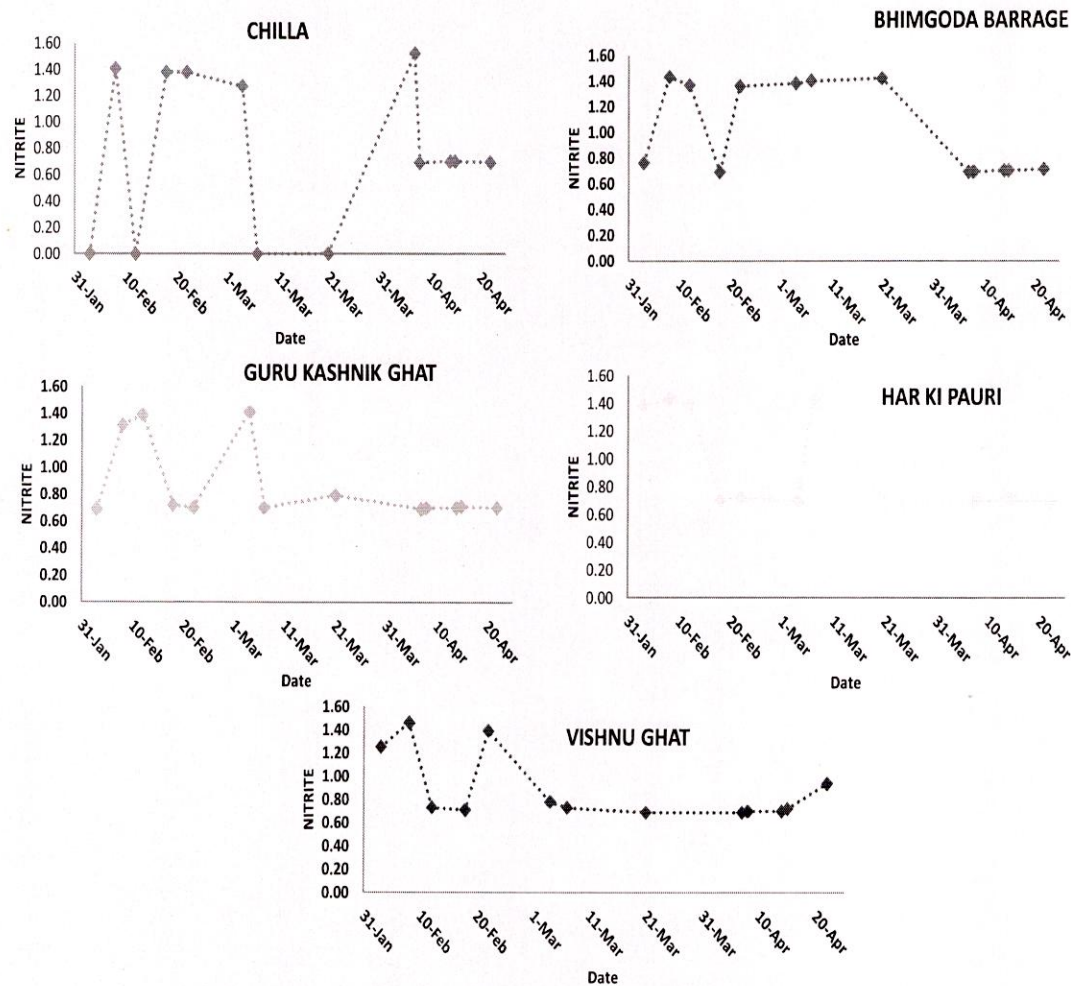 CHILLA
NITRITE
1.60
1.40
1.20
1.00
0.80
0.60
0.40
0.20
0.00
31-Jan
10-Feb
20-Feb
1-Mar
11-Mar
21-Mar
31-Mar
10-Apr
20-Apr
Date
BHIMGODA BARRAGE
NITRITE
1.60
1.40
1.20
1.00
0.80
0.60
0.40
0.20
0.00
31-Jan
10-Feb
20-Feb
1-Mar
11-Mar
21-Mar
31-Mar
10-Apr
20-Apr
Date
GURU KASHNIK GHAT
NITRITE
1.60
1.40
1.20
1.00
0.80
0.60
0.40
0.20
0.00
31-Jan
10-Feb
20-Feb
1-Mar
11-Mar
21-Mar
31-Mar
10-Apr
20-Apr
Date
HAR KI PAURI
NITRITE
1.60
1.40
1.20
1.00
0.80
0.60
0.40
0.20
0.00
31-Jan
10-Feb
20-Feb
1-Mar
11-Mar
21-Mar
31-Mar
10-Apr
20-Apr
Date
VISHNU GHAT
NITRITE
1.60
1.40
1.20
1.00
0.80
0.60
0.40
0.20
0.00
31-Jan
10-Feb
20-Feb
1-Mar
11-Mar
21-Mar
31-Mar
10-Apr
20-Apr
Date